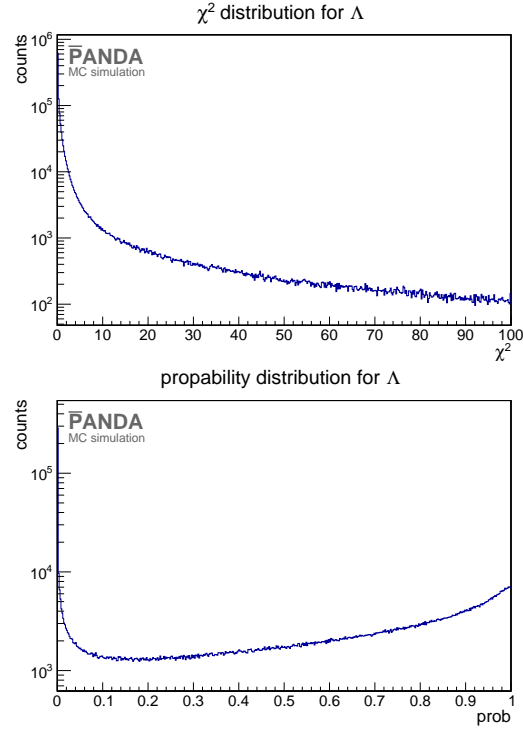 χ² distribution for Λ
counts
P̅ANDA
MC simulation
10⁶
10⁵
10⁴
10³
10²
0 10 20 30 40 50 60 70 80 90 100
χ²
propability distribution for Λ
counts
P̅ANDA
MC simulation
10⁵
10⁴
10³
0 0.1 0.2 0.3 0.4 0.5 0.6 0.7 0.8 0.9 1
prob